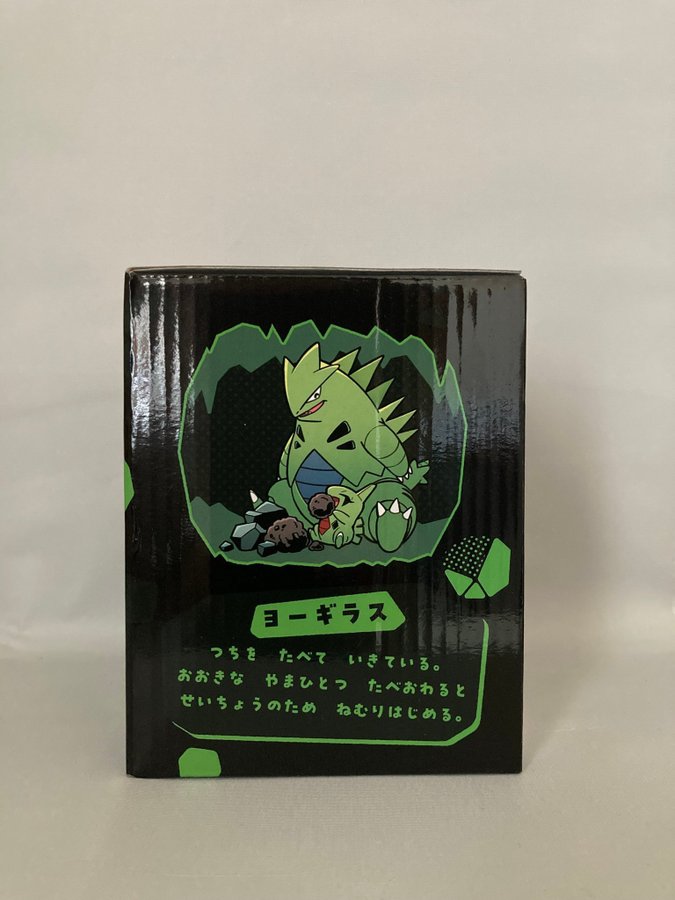 ヨーギラス
つちを　たべて　いきている。
おおきな　やまひとつ　たべおわると
せいちょうのため　ねむりはじめる。